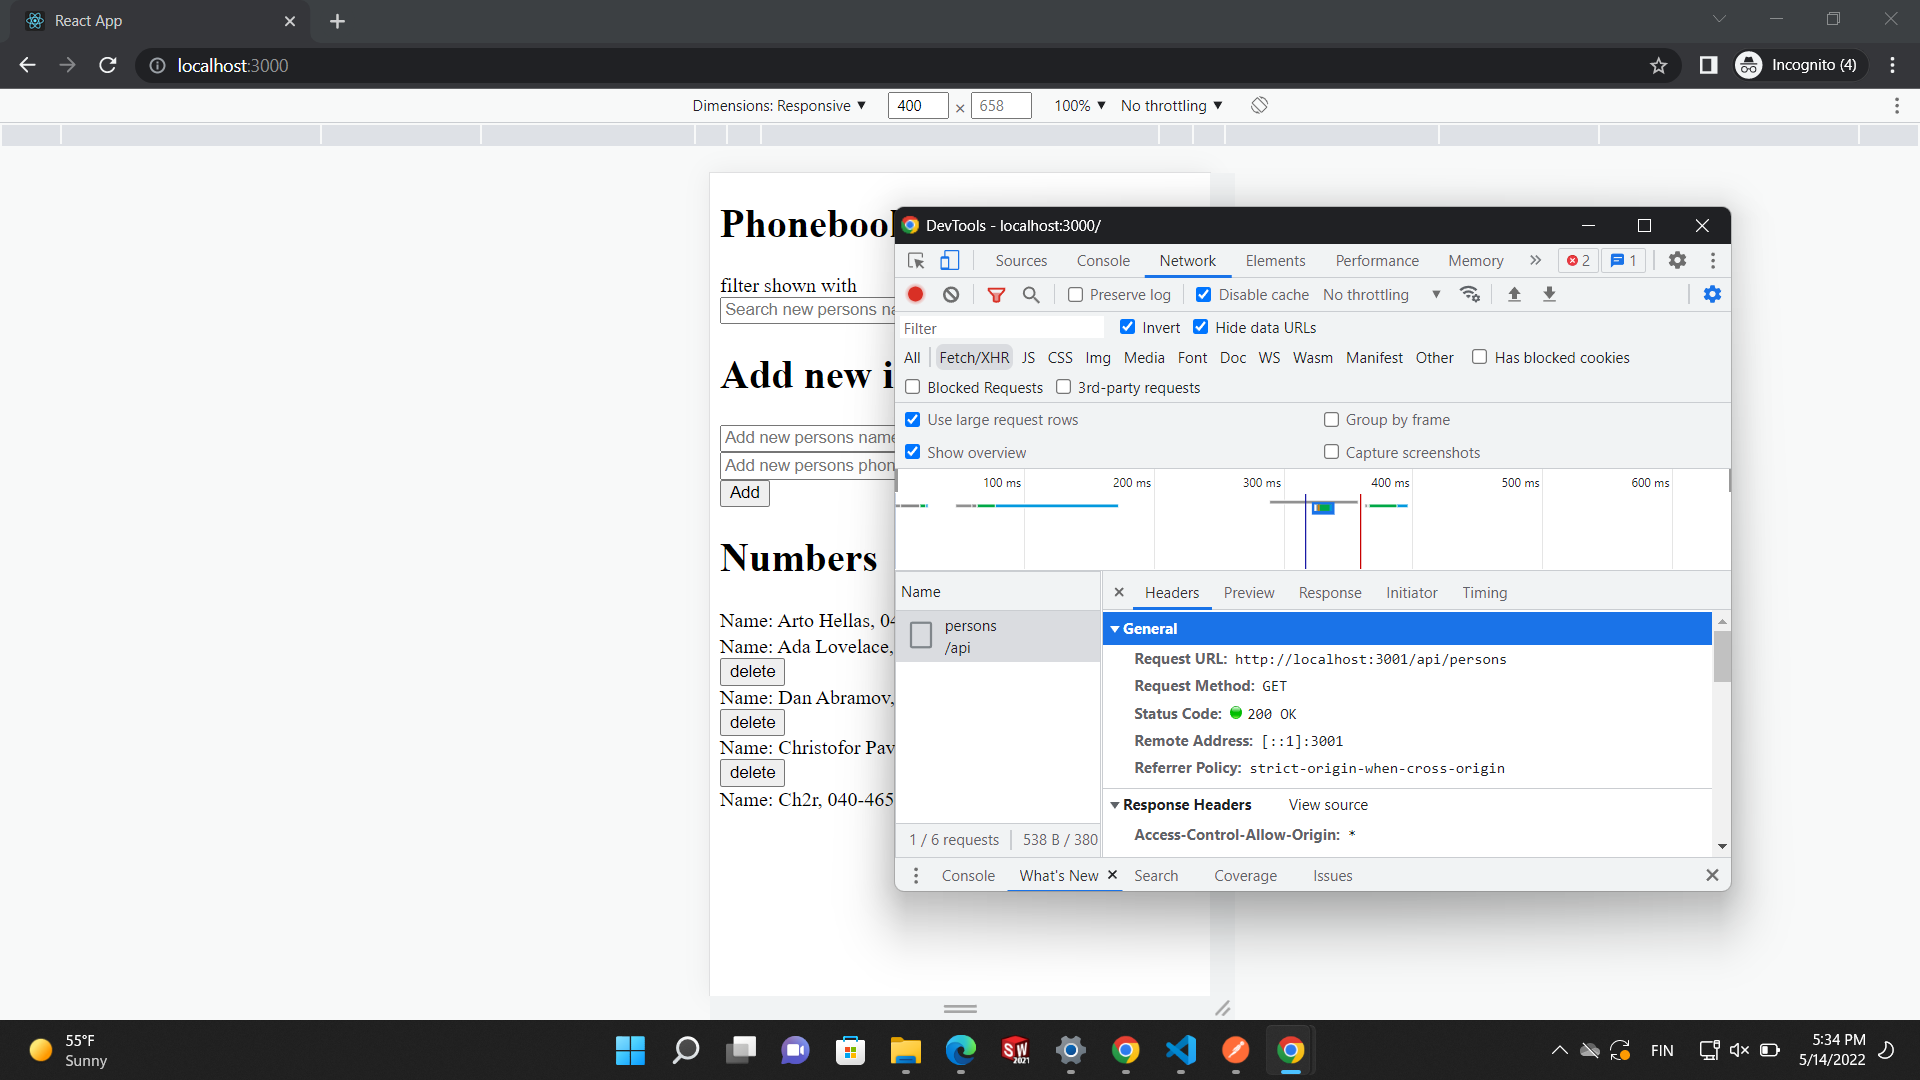 React App
localhost:3000
Incognito (4)
Dimensions: Responsive ▼ 400 × 658 100% ▼ No throttling ▼
Phonebook
filter shown with
Search new persons na
Add new i
Add new persons name
Add new persons phon
Add
Numbers
Name: Arto Hellas, 04
Name: Ada Lovelace,
delete
Name: Dan Abramov,
delete
Name: Christofor Pav
delete
Name: Ch2r, 040-465
DevTools - localhost:3000/
Sources Console Network Elements Performance Memory » 2 1
Preserve log Disable cache No throttling ▼
Filter Invert Hide data URLs
All Fetch/XHR JS CSS Img Media Font Doc WS Wasm Manifest Other Has blocked cookies
Blocked Requests 3rd-party requests
Use large request rows Group by frame
Show overview Capture screenshots
100 ms 200 ms 300 ms 400 ms 500 ms 600 ms
Name
persons
/api
1 / 6 requests 538 B / 380
Headers Preview Response Initiator Timing
General
Request URL: http://localhost:3001/api/persons
Request Method: GET
Status Code: 200 OK
Remote Address: [::1]:3001
Referrer Policy: strict-origin-when-cross-origin
Response Headers View source
Access-Control-Allow-Origin: *
Console What's New Search Coverage Issues
55°F
Sunny
SW
2021
FIN
5:34 PM
5/14/2022